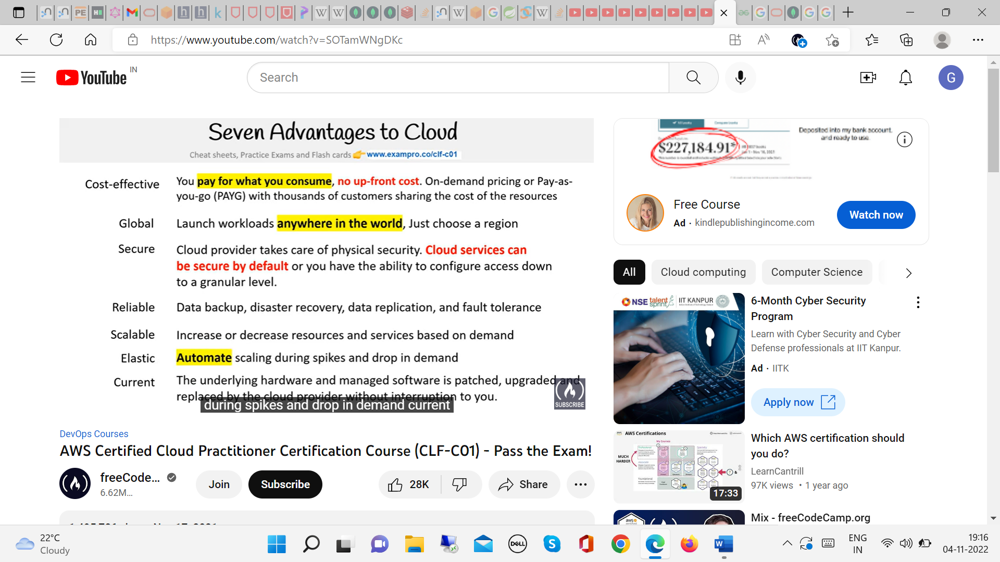 https://www.youtube.com/watch?v=SOTamWNgDKc
YouTube IN
Search
G
Seven Advantages to Cloud
Cheat sheets, Practice Exams and Flash cards 👉 www.exampro.co/clf-c01
Cost-effective
You pay for what you consume, no up-front cost. On-demand pricing or Pay-as-
you-go (PAYG) with thousands of customers sharing the cost of the resources
Global
Launch workloads anywhere in the world, Just choose a region
Secure
Cloud provider takes care of physical security. Cloud services can
be secure by default or you have the ability to configure access down
to a granular level.
Reliable
Data backup, disaster recovery, data replication, and fault tolerance
Scalable
Increase or decrease resources and services based on demand
Elastic
Automate scaling during spikes and drop in demand
Current
The underlying hardware and managed software is patched, upgraded and
replaced by the cloud provider without interruption to you.
during spikes and drop in demand current
SUBSCRIBE
DevOps Courses
AWS Certified Cloud Practitioner Certification Course (CLF-C01) - Pass the Exam!
freeCode...
6.62M...
Join
Subscribe
28K
Share
Deposited into my bank account.
and ready to use.
$227,184.91*
Free Course
Ad · kindlepublishingincome.com
Watch now
All
Cloud computing
Computer Science
NSE talent sprint IIT KANPUR
6-Month Cyber Security
Program
Learn with Cyber Security and Cyber
Defense professionals at IIT Kanpur.
Ad · IITK
Apply now
AWS Certifications
My Courses
MUCH
HARDER
17:33
Which AWS certification should
you do?
LearnCantrill
97K views • 1 year ago
Mix - freeCodeCamp.org
22°C
Cloudy
DELL
ENG
IN
19:16
04-11-2022